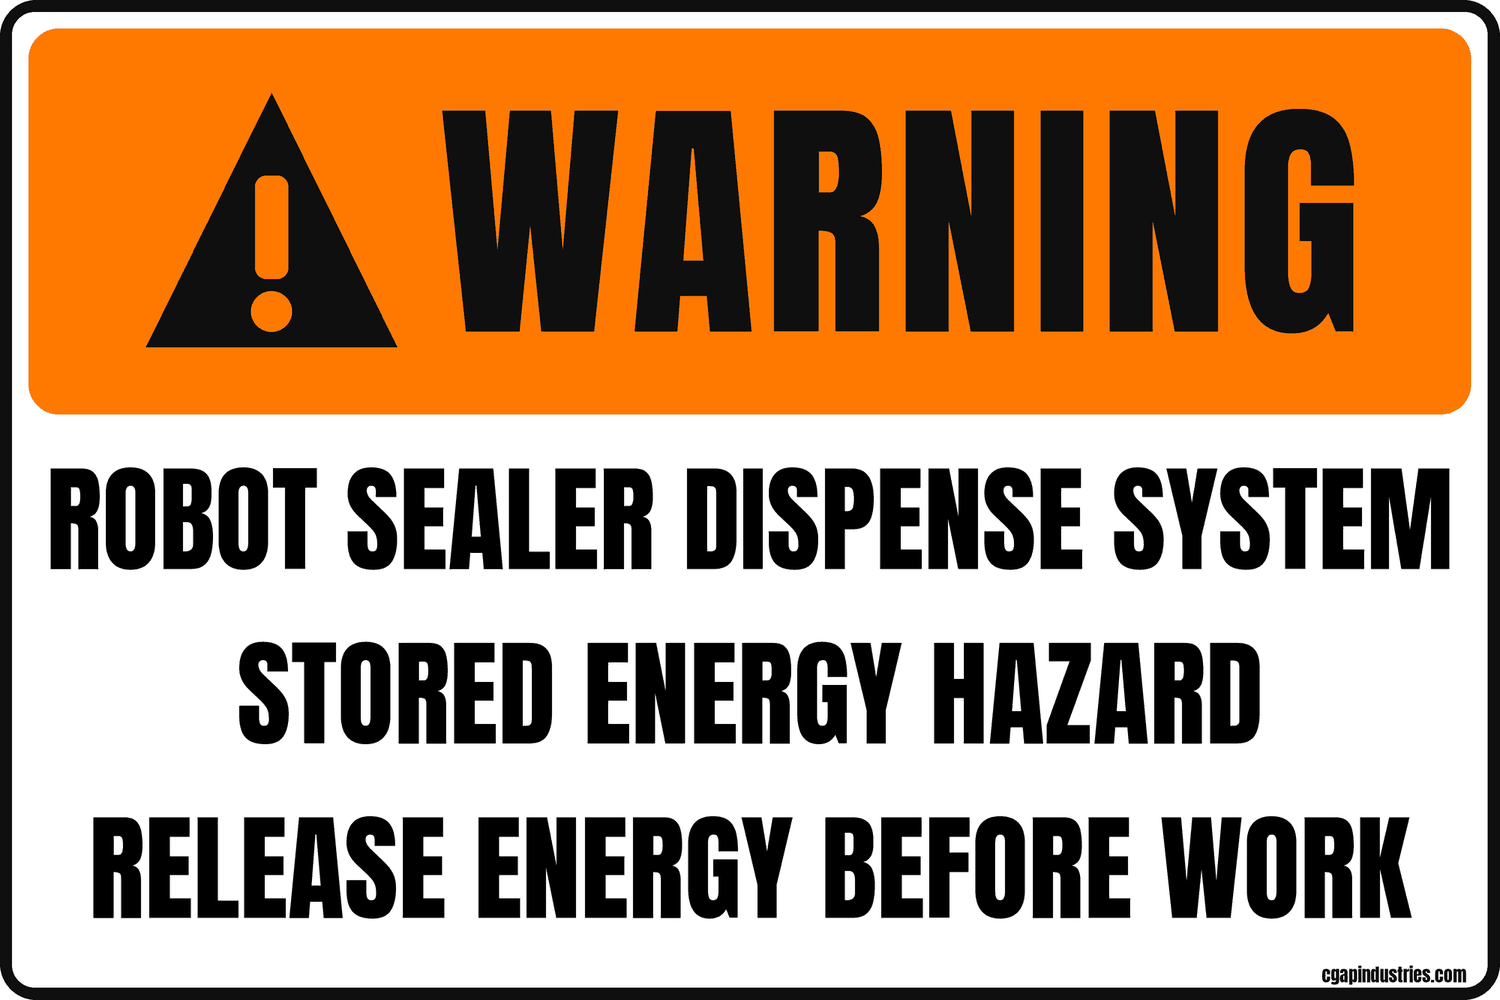 WARNING
ROBOT SEALER DISPENSE SYSTEM
STORED ENERGY HAZARD
RELEASE ENERGY BEFORE WORK
cgapindustries.com